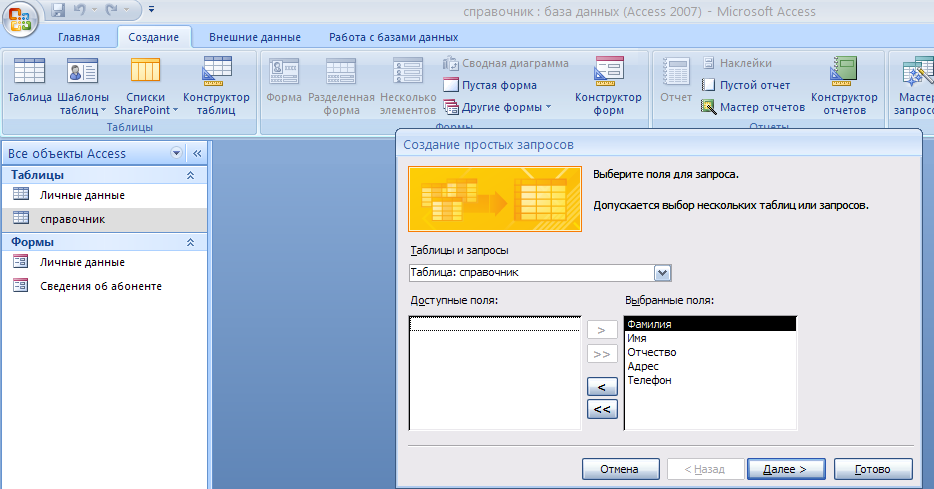 справочник : база данных (Access 2007) - Microsoft Access
Главная Создание Внешние данные Работа с базами данных
Таблица
Шаблоны таблиц
Списки SharePoint
Конструктор таблиц
Таблицы
Форма
Разделенная форма
Несколько элементов
Сводная диаграмма
Пустая форма
Другие формы
Конструктор форм
Формы
Отчет
Наклейки
Пустой отчет
Мастер отчетов
Конструктор отчетов
Отчеты
Мастер
запросо
Все объекты Access
Таблицы
Личные данные
справочник
Формы
Личные данные
Сведения об абоненте
Создание простых запросов
Выберите поля для запроса.
Допускается выбор нескольких таблиц или запросов.
Таблицы и запросы
Таблица: справочник
Доступные поля:
Выбранные поля:
>
>>
<
<<
Фамилия
Имя
Отчество
Адрес
Телефон
Отмена < Назад Далее > Готово